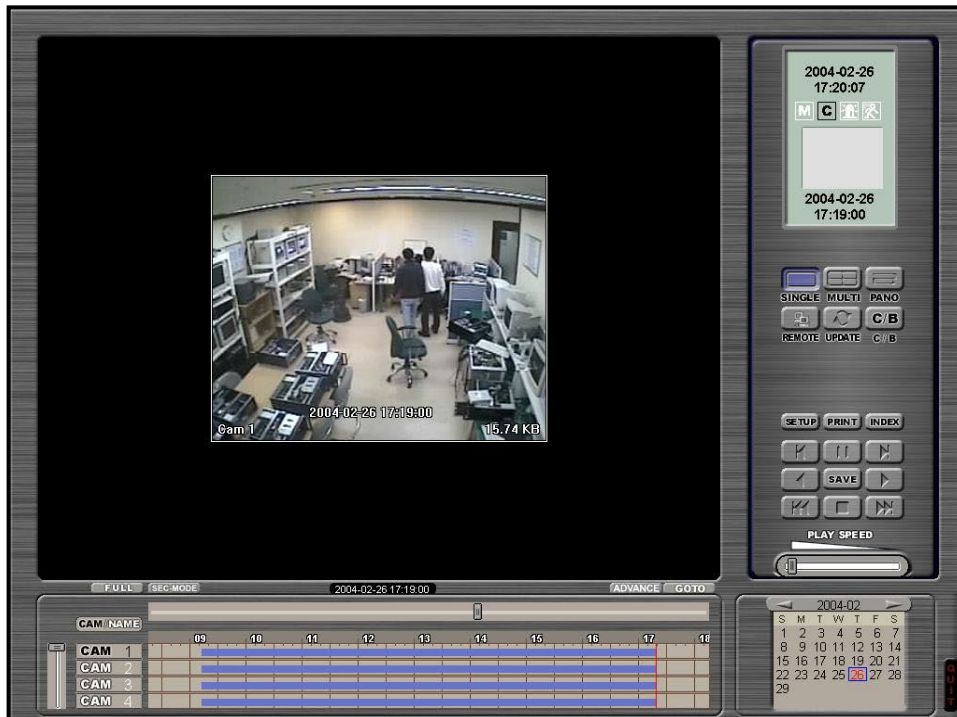 2004-02-26
17:20:07
M C
2004-02-26
17:19:00
SINGLE MULTI PANO
C/B
REMOTE UPDATE C/B
2004-02-26 17:19:00
Cam 1 15.74 KB
SETUP PRINT INDEX
SAVE
PLAY SPEED
FULL SEC-MODE 2004-02-26 17:19:00 ADVANCE GOTO
CAM NAME
09 10 11 12 13 14 15 16 17 18
CAM 1
CAM 2
CAM 3
CAM 4
2004-02
S M T W T F S
1 2 3 4 5 6 7
8 9 10 11 12 13 14
15 16 17 18 19 20 21
22 23 24 25 26 27 28
29
QUIT